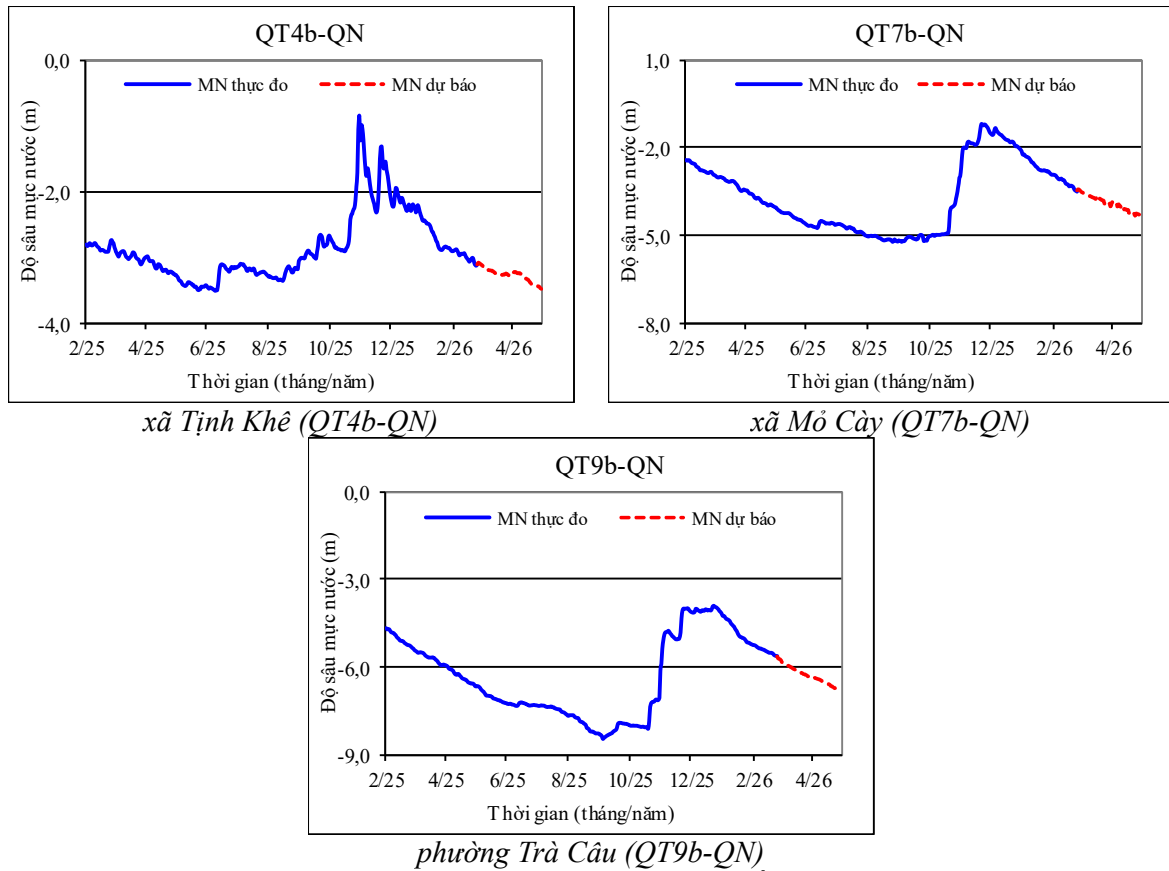 QT4b-QN
0,0
MN thực đo
MN dự báo
-2,0
-4,0
Độ sâu mực nước (m)
2/25 4/25 6/25 8/25 10/25 12/25 2/26 4/26
Thời gian (tháng/năm)
xã Tịnh Khê (QT4b-QN)
QT7b-QN
1,0
MN thực đo
MN dự báo
-2,0
-5,0
-8,0
Độ sâu mực nước (m)
2/25 4/25 6/25 8/25 10/25 12/25 2/26 4/26
Thời gian (tháng/năm)
xã Mỏ Cày (QT7b-QN)
QT9b-QN
0,0
MN thực đo
MN dự báo
-3,0
-6,0
-9,0
Độ sâu mực nước (m)
2/25 4/25 6/25 8/25 10/25 12/25 2/26 4/26
Thời gian (tháng/năm)
phường Trà Câu (QT9b-QN)